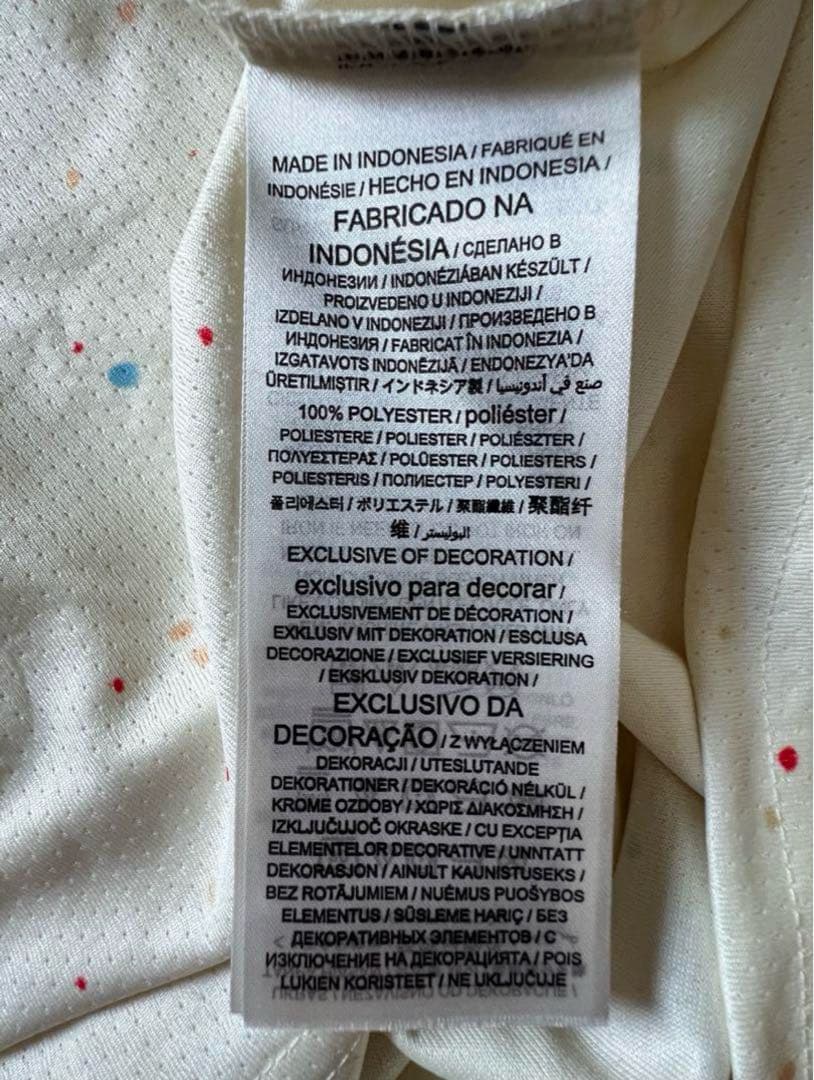 MADE IN INDONESIA / FABRIQUÉ EN
INDONÉSIE / HECHO EN INDONESIA /
FABRICADO NA
INDONÉSIA / СДЕЛАНО В
ИНДОНЕЗИИ / INDONÉZIÁBAN KÉSZÜLT /
PROIZVEDENO U INDONEZIJI /
IZDELANO V INDONEZIJI / ПРОИЗВЕДЕНО В
ИНДОНЕЗИЯ / FABRICAT ÎN INDONEZIA /
IZGATAVOTS INDONĒZIJĀ / ENDONEZYA'DA
ÜRETILMIŞTIR / インドネシア製 / صنع في أندونيسيا
100% POLYESTER / poliéster /
POLIESTERE / POLIESTER / POLIÉSZTER /
ΠΟΛΥΕΣΤΕΡΑΣ / POLÜESTER / POLIESTERS /
POLIESTERIS / ПОЛИЕСТЕР / POLYESTERI /
폴리에스터 / ポリエステル / 聚酯纖維 / 聚酯纤
维 / البوليستر
EXCLUSIVE OF DECORATION /
exclusivo para decorar /
EXCLUSIVEMENT DE DÉCORATION /
EXKLUSIV MIT DEKORATION / ESCLUSA
DECORAZIONE / EXCLUSIEF VERSIERING
/ EKSKLUSIV DEKORATION /
EXCLUSIVO DA
DECORAÇÃO / Z WYŁĄCZENIEM
DEKORACJI / UTESLUTANDE
DEKORATIONER / DEKORÁCIÓ NÉLKÜL /
KROME OZDOBY / ΧΩΡΙΣ ΔΙΑΚΟΣΜΗΣΗ /
IZKLJUČUJOČ OKRASKE / CU EXCEPŢIA
ELEMENTELOR DECORATIVE / UNNTATT
DEKORASJON / AINULT KAUNISTUSEKS /
BEZ ROTĀJUMIEM / NUĖMUS PUOŠYBOS
ELEMENTUS / SÜSLEME HARIÇ / БЕЗ
ДЕКОРАТИВНЫХ ЭЛЕМЕНТОВ / С
ИЗКЛЮЧЕНИЕ НА ДЕКОРАЦИЯТА / POIS
LUKIEN KORISTEET / NE UKLJUČUJE